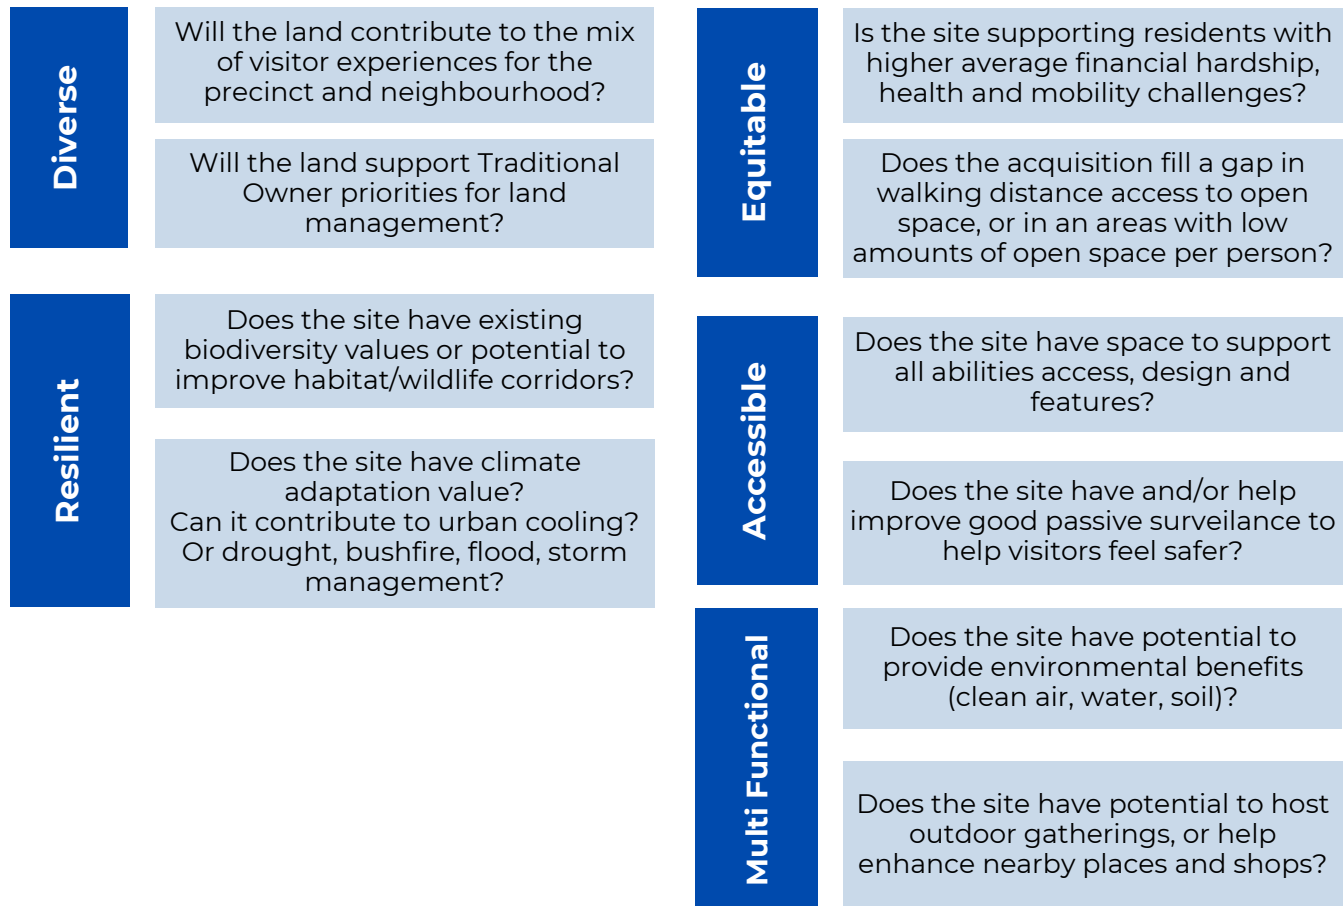 Diverse
Will the land contribute to the mix
of visitor experiences for the
precinct and neighbourhood?
Will the land support Traditional
Owner priorities for land
management?
Resilient
Does the site have existing
biodiversity values or potential to
improve habitat/wildlife corridors?
Does the site have climate
adaptation value?
Can it contribute to urban cooling?
Or drought, bushfire, flood, storm
management?
Equitable
Is the site supporting residents with
higher average financial hardship,
health and mobility challenges?
Does the acquisition fill a gap in
walking distance access to open
space, or in an areas with low
amounts of open space per person?
Accessible
Does the site have space to support
all abilities access, design and
features?
Does the site have and/or help
improve good passive surveilance to
help visitors feel safer?
Multi Functional
Does the site have potential to
provide environmental benefits
(clean air, water, soil)?
Does the site have potential to host
outdoor gatherings, or help
enhance nearby places and shops?